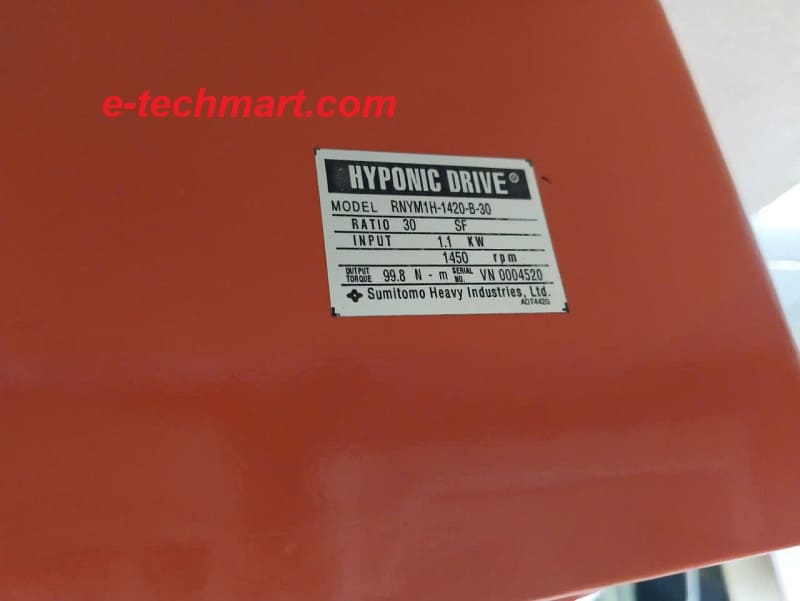 e-techmart.com
HYPONIC DRIVE®
MODEL RNYM1H-1420-B-30
RATIO 30 SF
INPUT 1.1 KW
1450 rpm
OUTPUT TORQUE 99.8 N - m SERIAL NO. VN 0004520
Sumitomo Heavy Industries, Ltd.
ADT442G